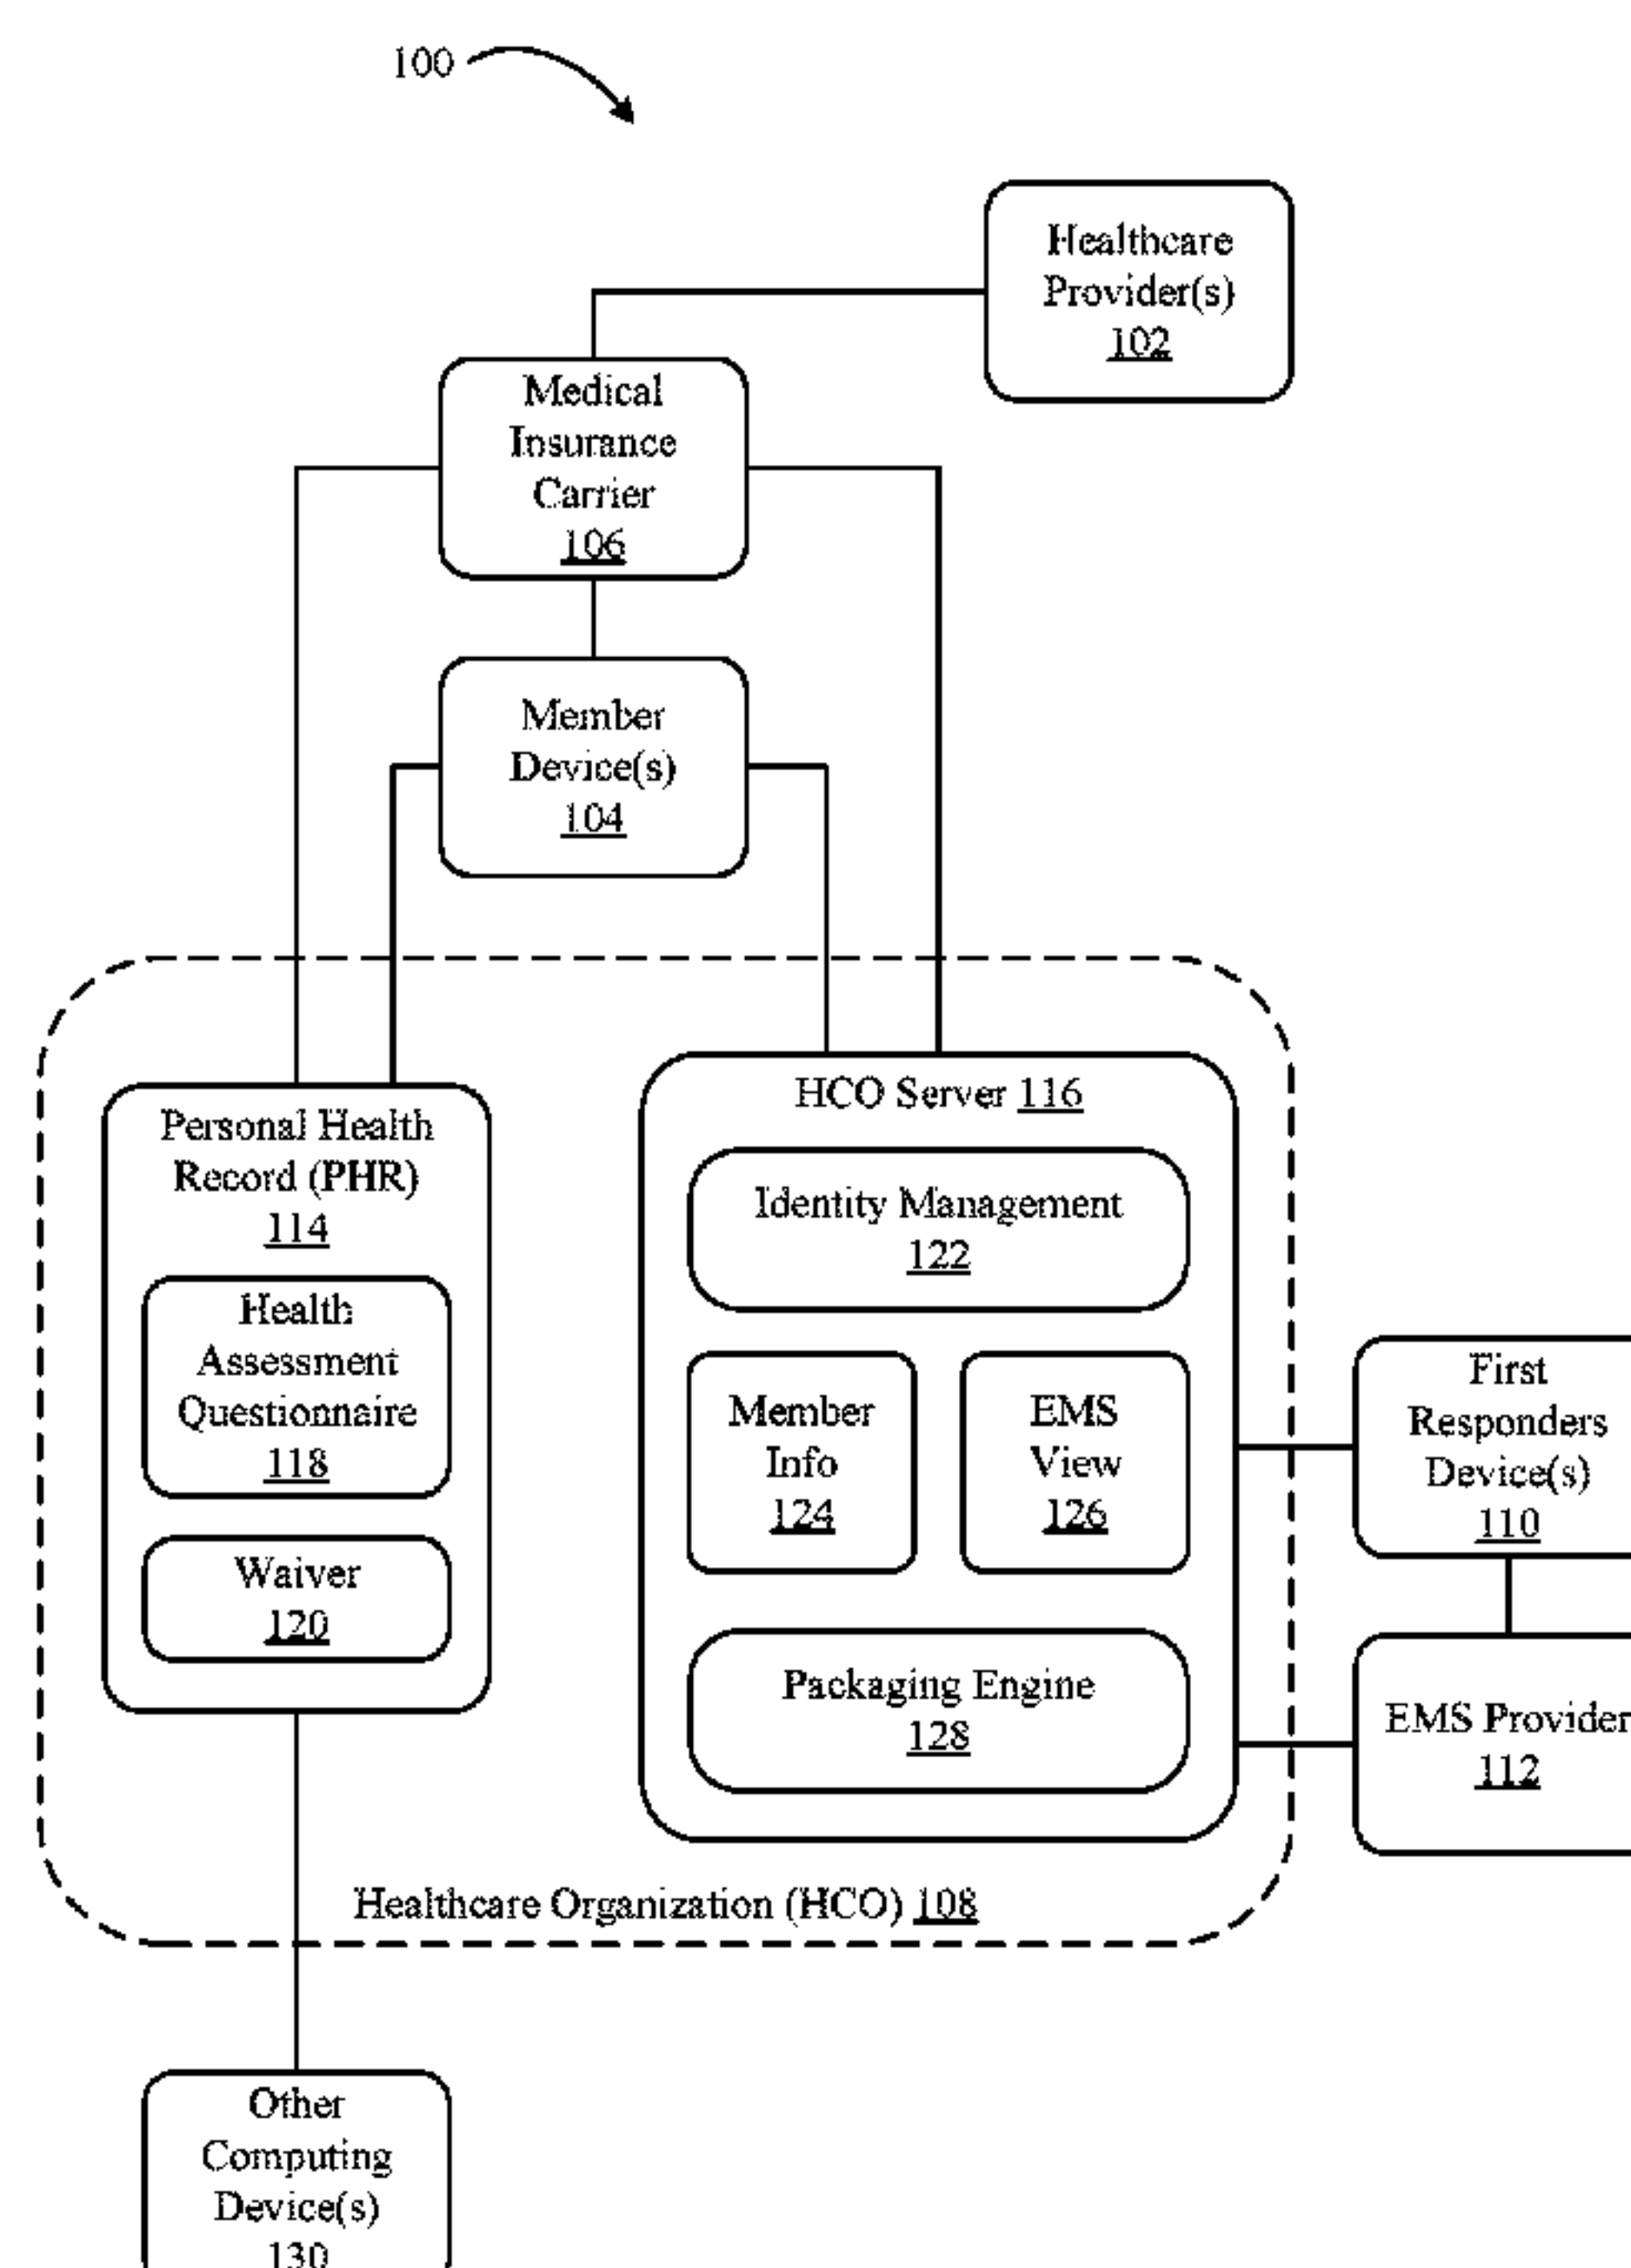 100
Healthcare
Provider(s)
102
Medical
Insurance
Carrier
106
Member
Device(s)
104
Personal Health
Record (PHR)
114
Health
Assessment
Questionnaire
118
Waiver
120
HCO Server 116
Identity Management
122
Member
Info
124
EMS
View
126
Packaging Engine
128
First
Responders
Device(s)
110
EMS Provider
112
Healthcare Organization (HCO) 108
Other
Computing
Device(s)
130